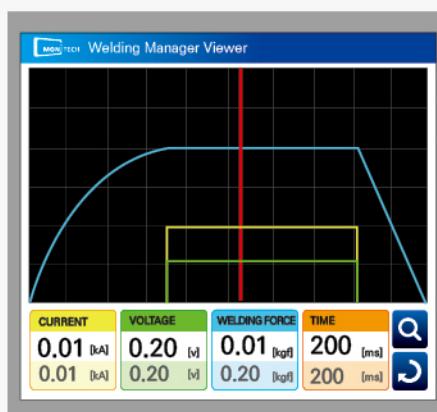 MON TECH Welding Manager Viewer
CURRENT VOLTAGE WELDING FORCE TIME
0.01 [kA] 0.20 [v] 0.01 [kgf] 200 [ms]
0.01 [kA] 0.20 [v] 0.20 [kgf] 200 [ms]